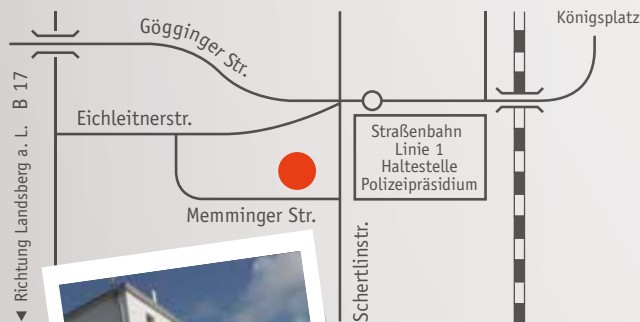 Königsplatz
Gögginger Str.
Eichleitnerstr.
Straßenbahn
Linie 1
Haltestelle
Polizeipräsidium
Memminger Str.
Schertlinstr.
◄ Richtung Landsberg a. L. B 17